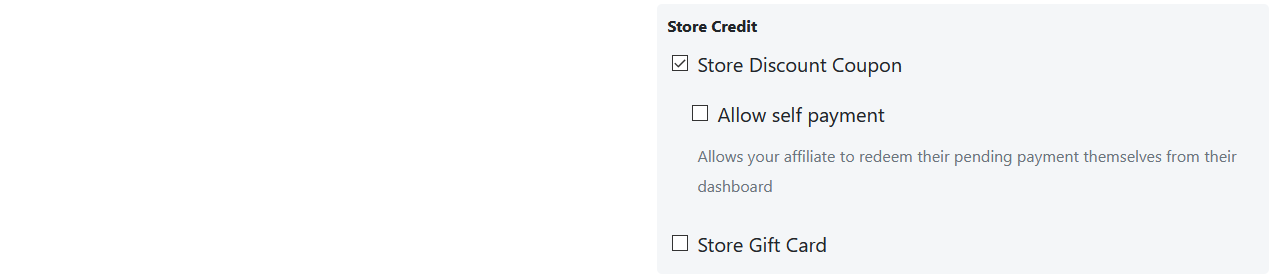 Store Credit
Store Discount Coupon
Allow self payment
Allows your affiliate to redeem their pending payment themselves from their
dashboard
Store Gift Card